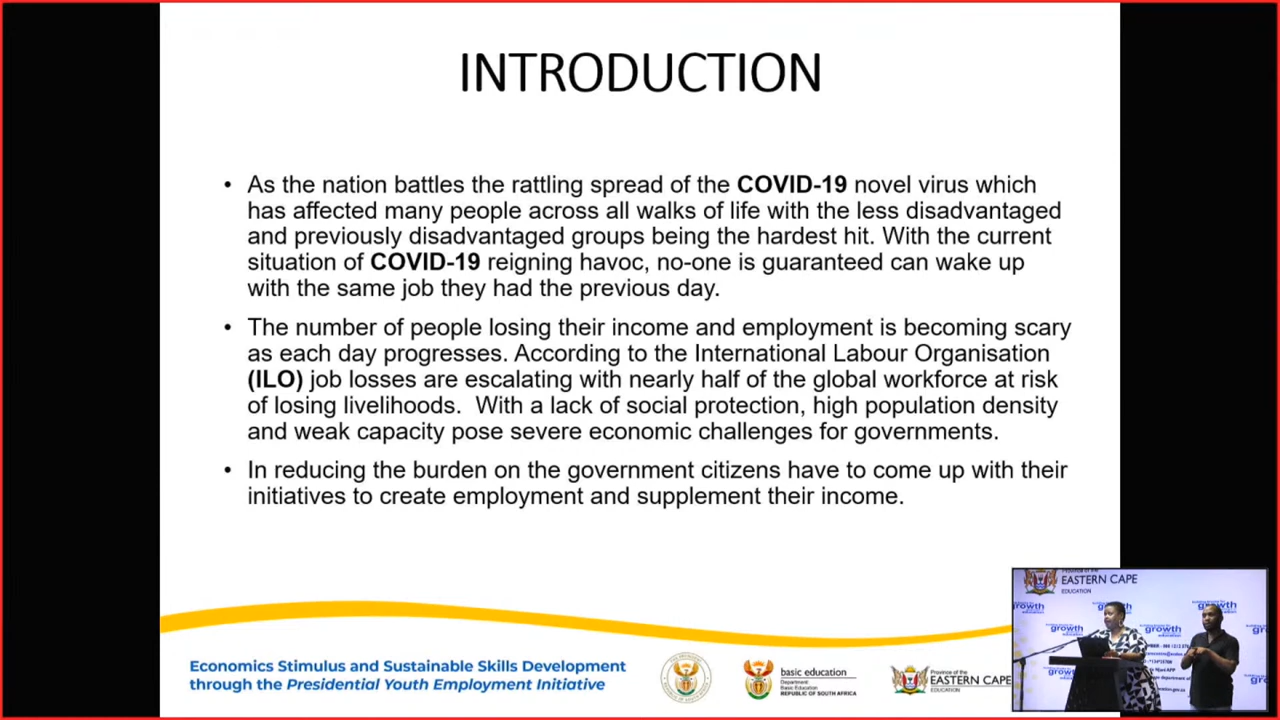 INTRODUCTION
• As the nation battles the rattling spread of the COVID-19 novel virus which
has affected many people across all walks of life with the less disadvantaged
and previously disadvantaged groups being the hardest hit. With the current
situation of COVID-19 reigning havoc, no-one is guaranteed can wake up
with the same job they had the previous day.
• The number of people losing their income and employment is becoming scary
as each day progresses. According to the International Labour Organisation
(ILO) job losses are escalating with nearly half of the global workforce at risk
of losing livelihoods. With a lack of social protection, high population density
and weak capacity pose severe economic challenges for governments.
• In reducing the burden on the government citizens have to come up with their
initiatives to create employment and supplement their income.
Economics Stimulus and Sustainable Skills Development
through the Presidential Youth Employment Initiative
basic education
Department:
Basic Education
REPUBLIC OF SOUTH AFRICA
Province of the
EASTERN CAPE
EDUCATION
Province of the
EASTERN CAPE
EDUCATION
growth
growth
growth
growth
growth
growth